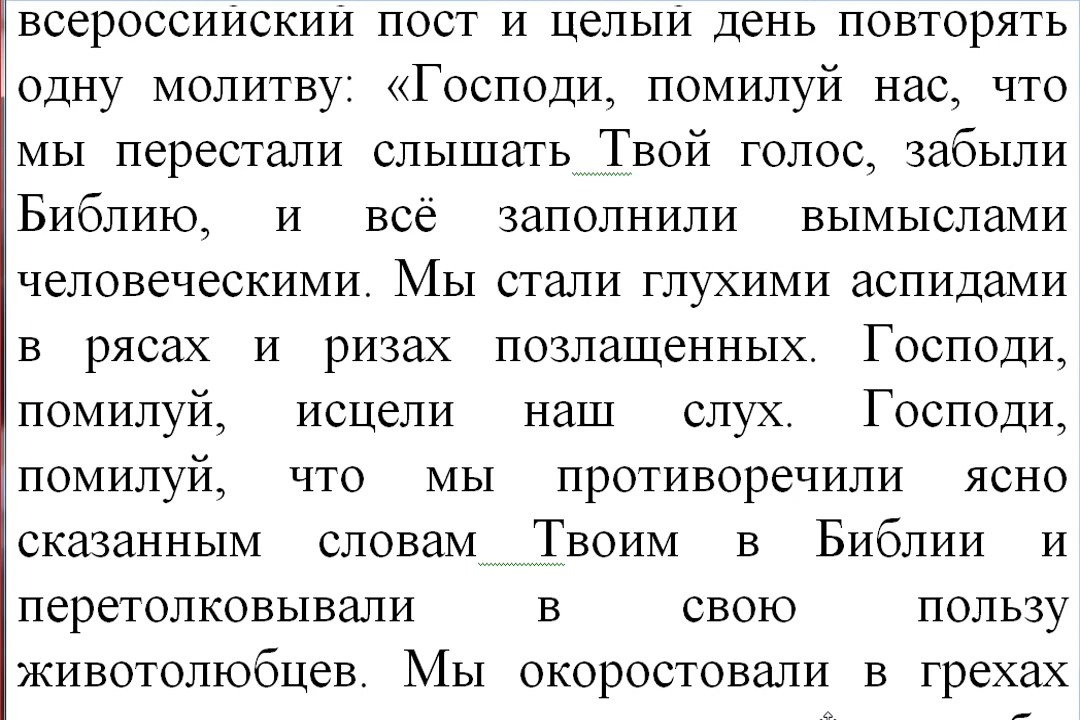 всероссийский пост и целый день повторять
одну молитву: «Господи, помилуй нас, что
мы перестали слышать Твой голос, забыли
Библию, и всё заполнили вымыслами
человеческими. Мы стали глухими аспидами
в рясах и ризах позлащенных. Господи,
помилуй, исцели наш слух. Господи,
помилуй, что мы противоречили ясно
сказанным словам Твоим в Библии и
перетолковывали в свою пользу
животолюбцев. Мы окоростовали в грехах